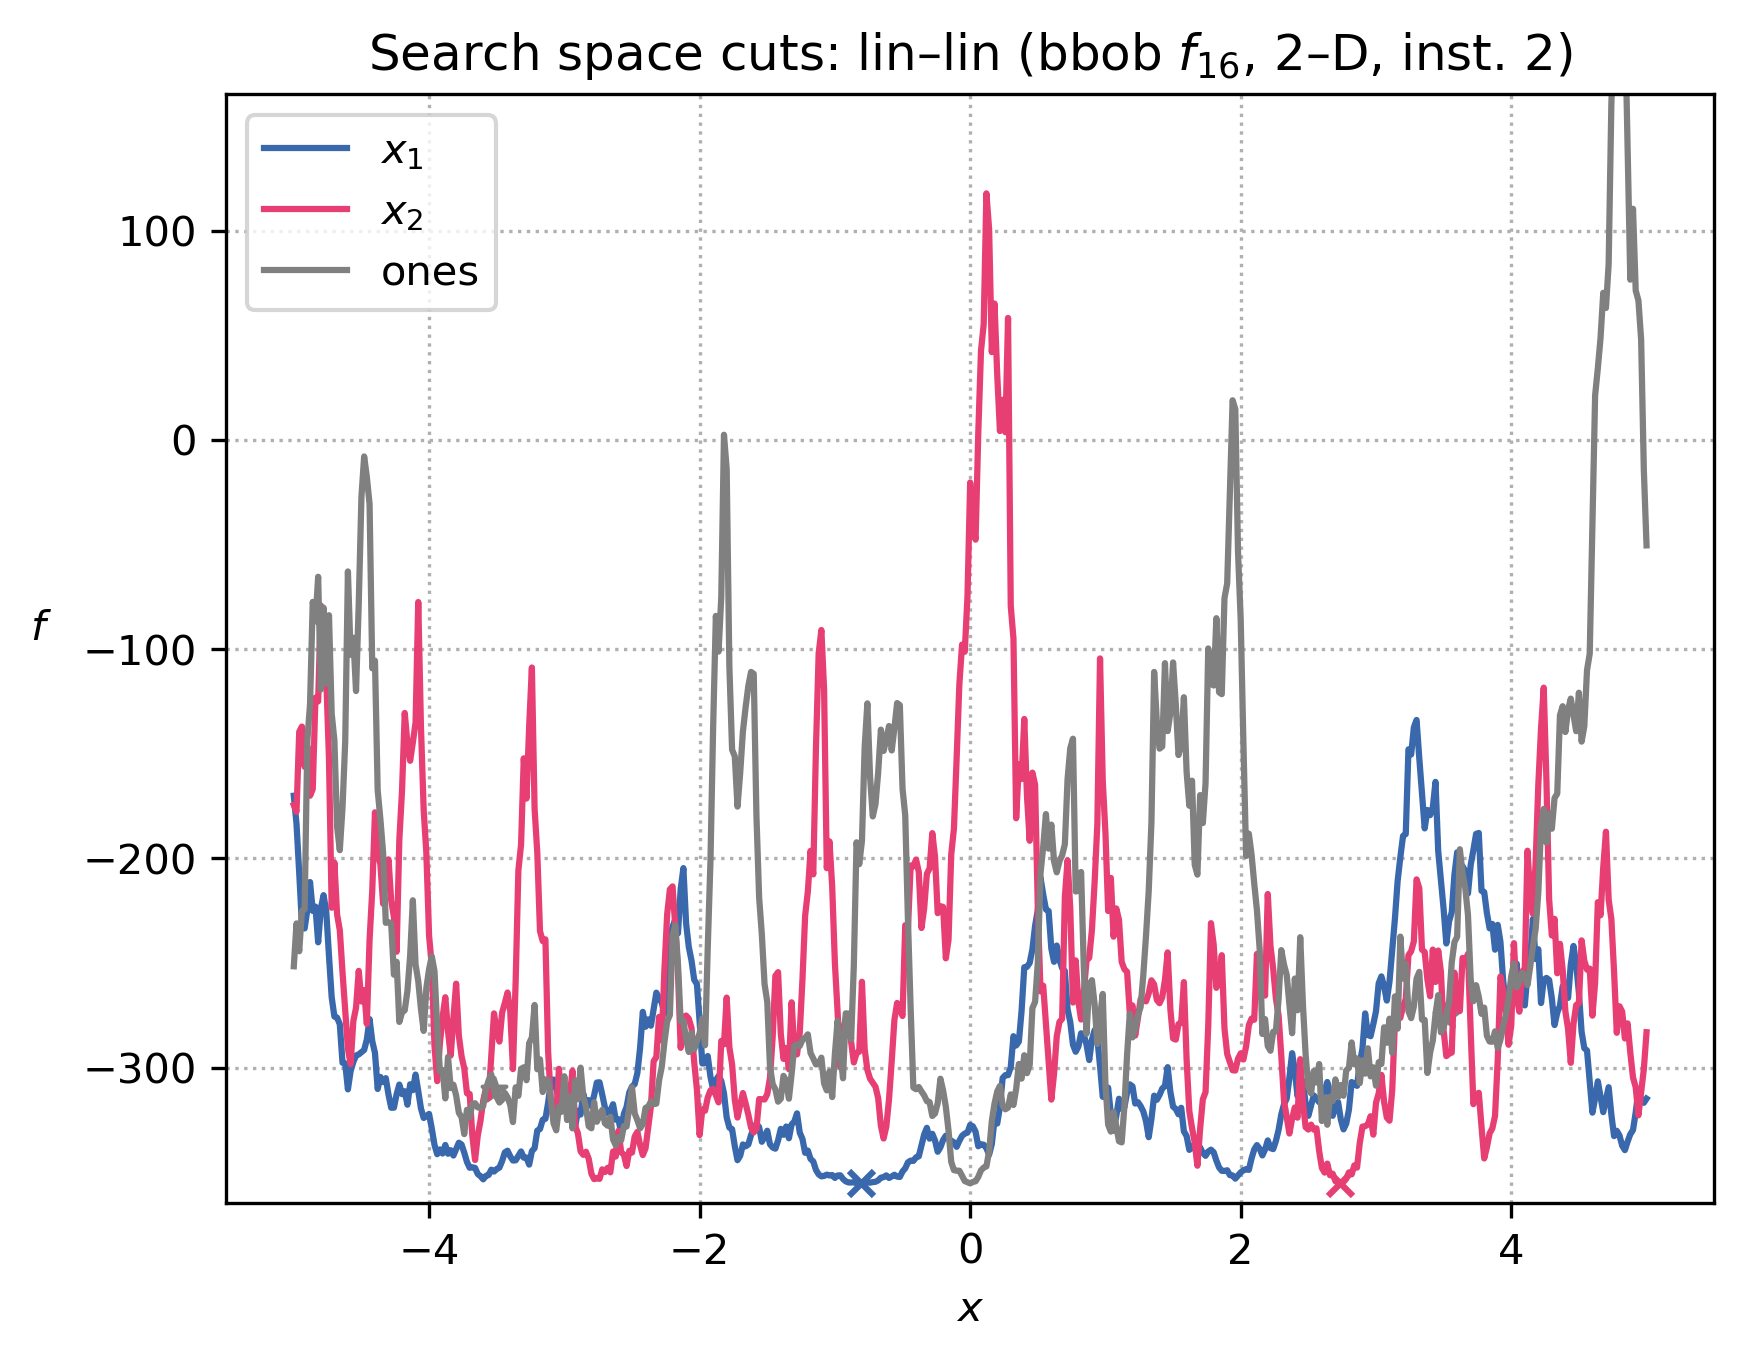 Search space cuts: lin–lin (bbob f16, 2–D, inst. 2)
x1
x2
ones
100
0
−100
−200
−300
f
−4
−2
0
2
4
x